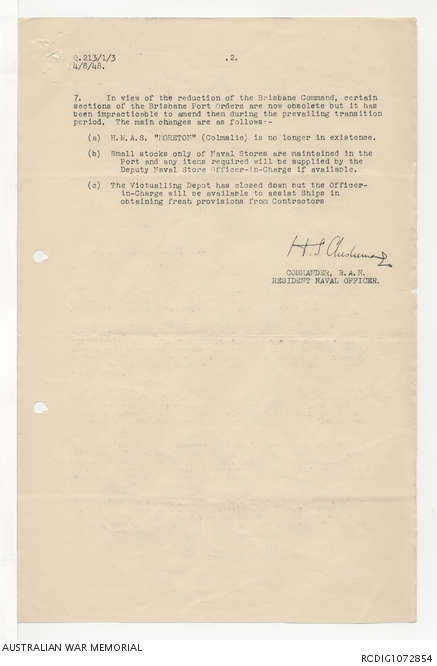 Q.213/1/3
4/8/48.
.2.
7. In view of the reduction of the Brisbane Command, certain
sections of the Brisbane Port Orders are now obsolete but it has
been impracticable to amend them during the prevailing transition
period. The main changes are as follows:-
(a) H.M.A.S. "MORETON" (Colmslie) is no longer in existence.
(b) Small stocks only of Naval Stores are maintained in the
Port and any items required will be supplied by the
Deputy Naval Store Officer-in-Charge if available.
(c) The Victualling Depot has closed down but the Officer-
in-Charge will be available to assist Ships in
obtaining fresh provisions from Contractors
H.S.
COMMANDER, R.A.N.
RESIDENT NAVAL OFFICER.
AUSTRALIAN WAR MEMORIAL
RCDIG1072854